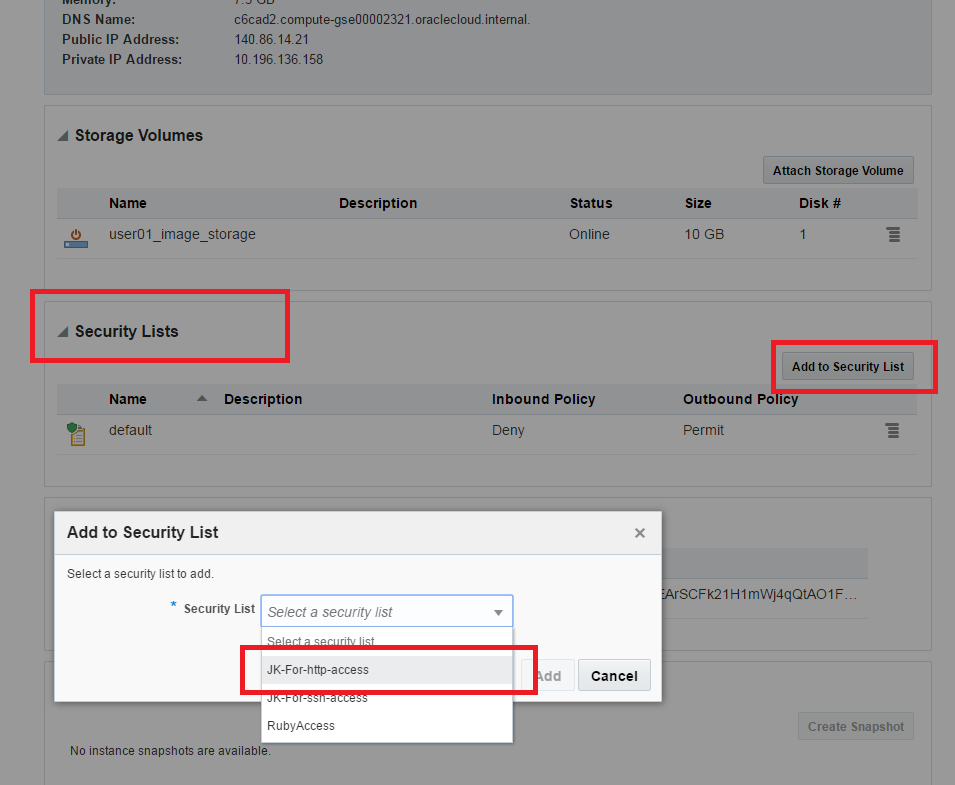 Memory: 7.5 GB
DNS Name: c6cad2.compute-gse00002321.oraclecloud.internal.
Public IP Address: 140.86.14.21
Private IP Address: 10.196.136.158
Storage Volumes
Attach Storage Volume
Name Description Status Size Disk #
user01_image_storage Online 10 GB 1
Security Lists
Add to Security List
Name Description Inbound Policy Outbound Policy
default Deny Permit
Add to Security List ×
Select a security list to add.
EArSCFk21H1mWj4qQtAO1F...
* Security List Select a security list
Select a security list
JK-For-http-access
Add Cancel
JK-For-ssh-access
RubyAccess
Create Snapshot
No instance snapshots are available.